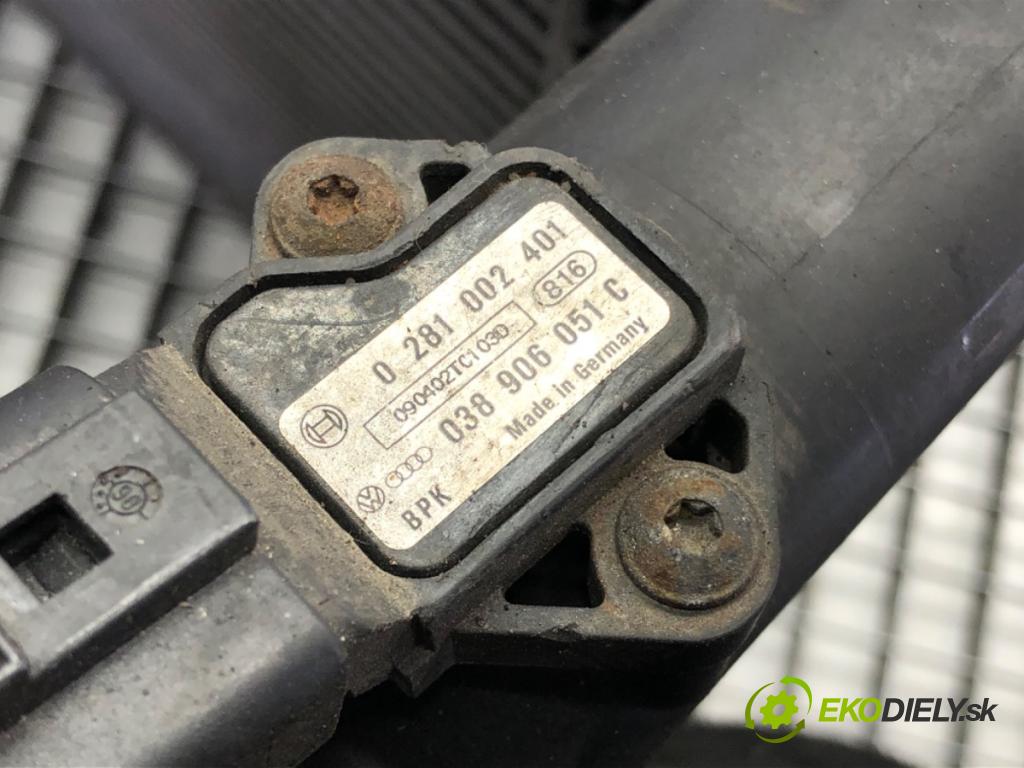 0 281 002 401
090402TC1030 816
038 906 051 C
BPK Made in Germany
EKODIELY.sk